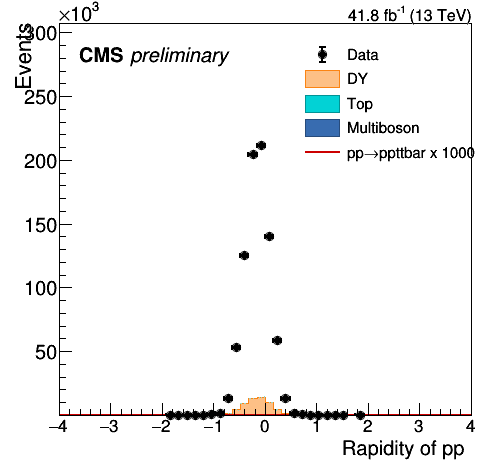 ×10³
41.8 fb⁻¹ (13 TeV)
Events
300
250
200
150
100
50
CMS preliminary
Data
DY
Top
Multiboson
pp→ppttbar x 1000
−4 −3 −2 −1 0 1 2 3 4
Rapidity of pp